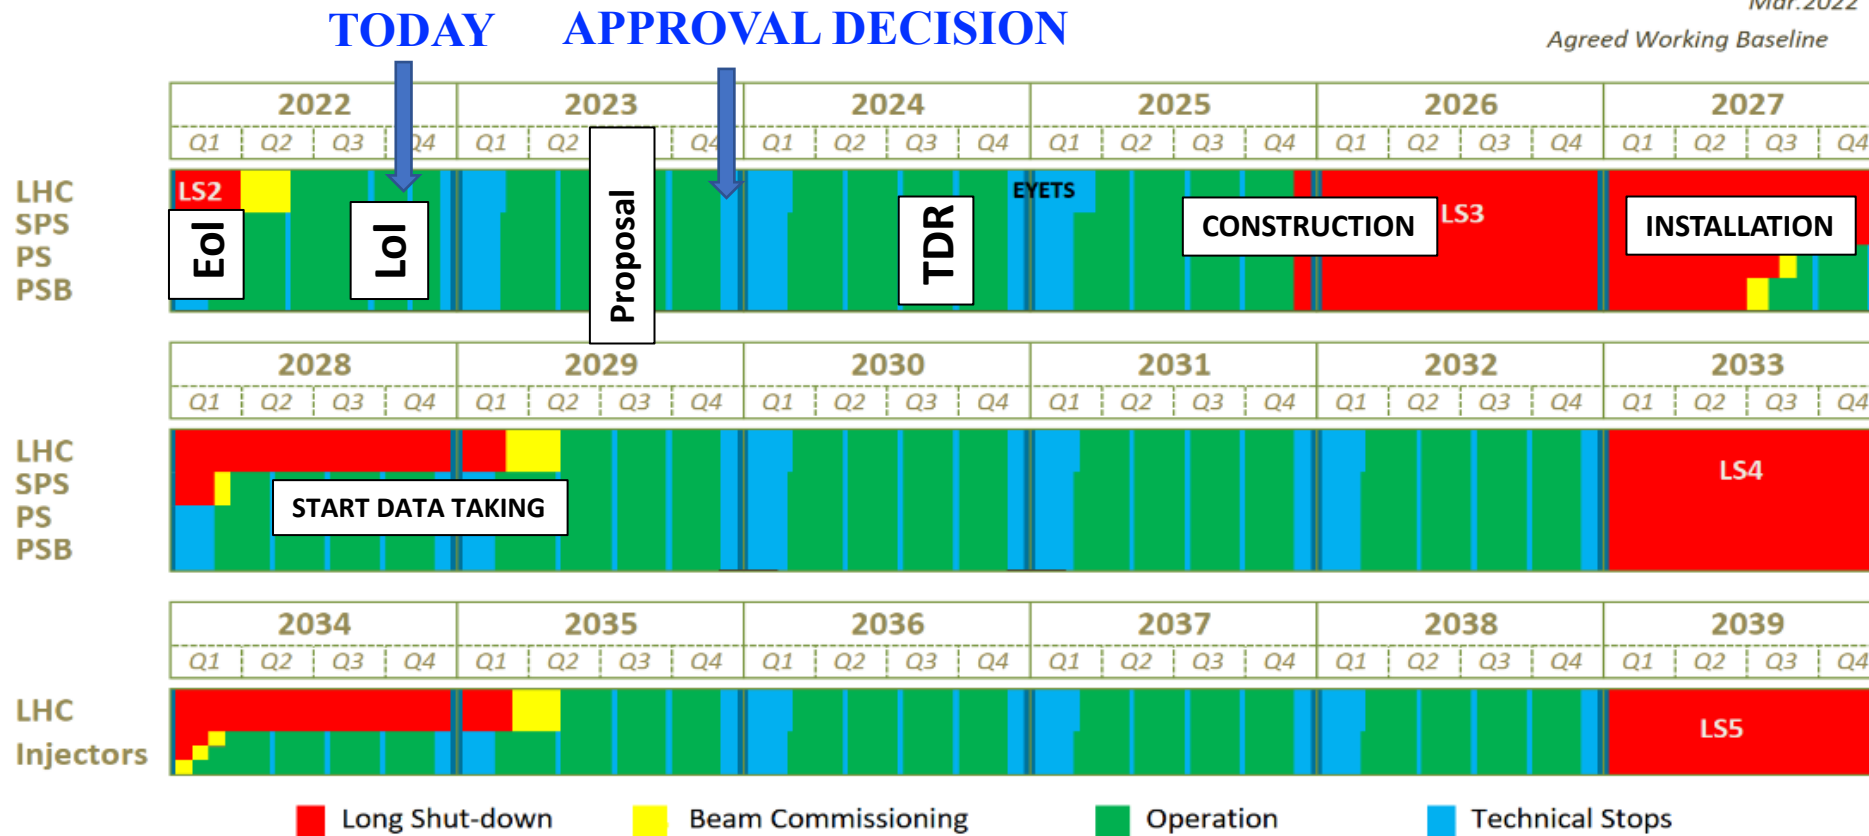 Mar.2022
TODAY APPROVAL DECISION
Agreed Working Baseline
2022 2023 2024 2025 2026 2027
Q1 Q2 Q3 Q4 Q1 Q2 Q4 Q1 Q2 Q3 Q4 Q1 Q2 Q3 Q4 Q1 Q2 Q3 Q4 Q1 Q2 Q3 Q4
LHC LS2 EYETS
SPS EoI LoI Proposal TDR CONSTRUCTION LS3 INSTALLATION
PS
PSB
2028 2029 2030 2031 2032 2033
Q1 Q2 Q3 Q4 Q1 Q2 Q3 Q4 Q1 Q2 Q3 Q4 Q1 Q2 Q3 Q4 Q1 Q2 Q3 Q4 Q1 Q2 Q3 Q4
LHC
SPS LS4
PS START DATA TAKING
PSB
2034 2035 2036 2037 2038 2039
Q1 Q2 Q3 Q4 Q1 Q2 Q3 Q4 Q1 Q2 Q3 Q4 Q1 Q2 Q3 Q4 Q1 Q2 Q3 Q4 Q1 Q2 Q3 Q4
LHC LS5
Injectors
Long Shut-down Beam Commissioning Operation Technical Stops